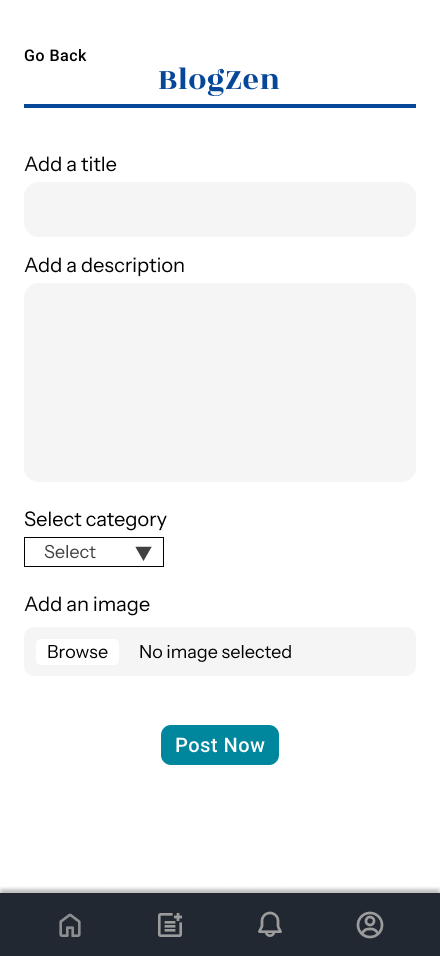 Go Back
BlogZen
Add a title
Add a description
Select category
Select
Add an image
Browse No image selected
Post Now